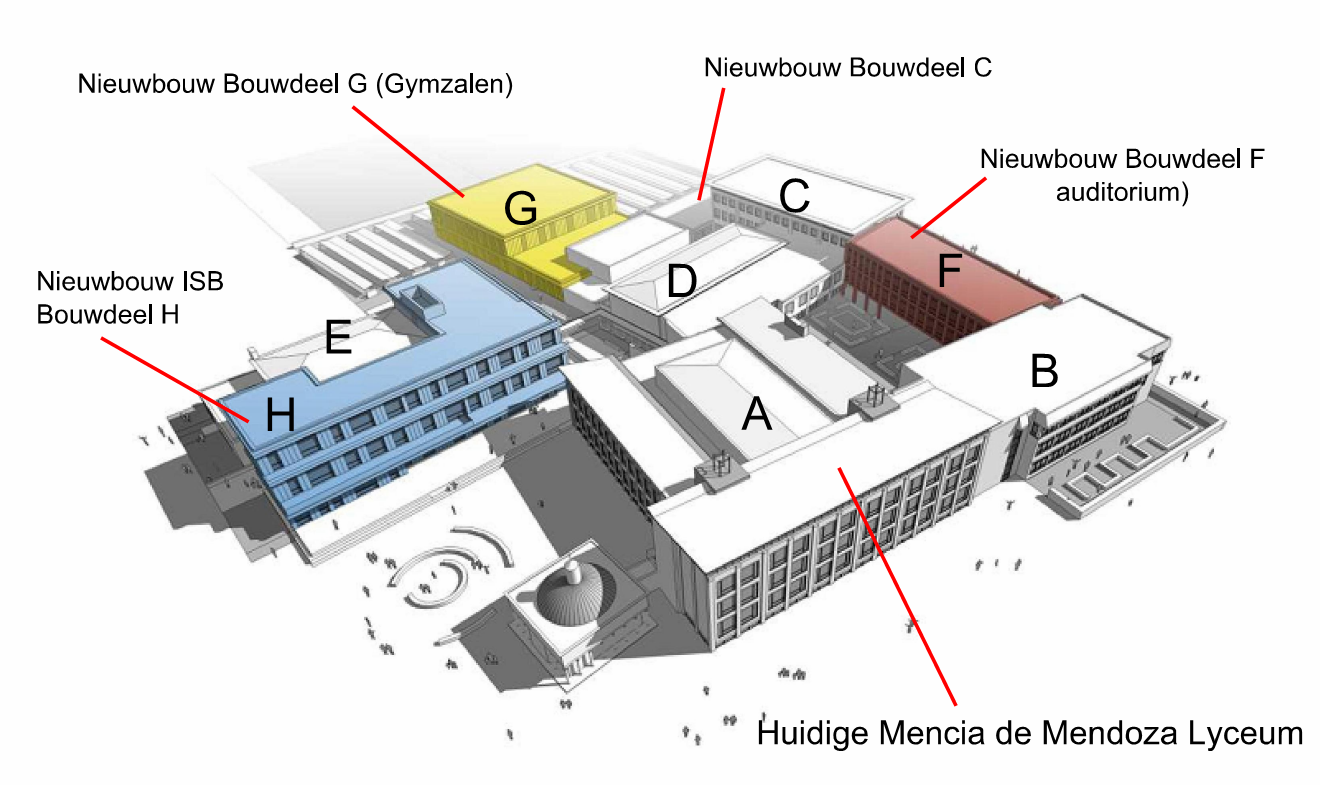 Nieuwbouw Bouwdeel G (Gymzalen)
Nieuwbouw Bouwdeel C
Nieuwbouw Bouwdeel F
auditorium)
Nieuwbouw ISB
Bouwdeel H
G
C
F
D
E
B
H
A
Huidige Mencia de Mendoza Lyceum